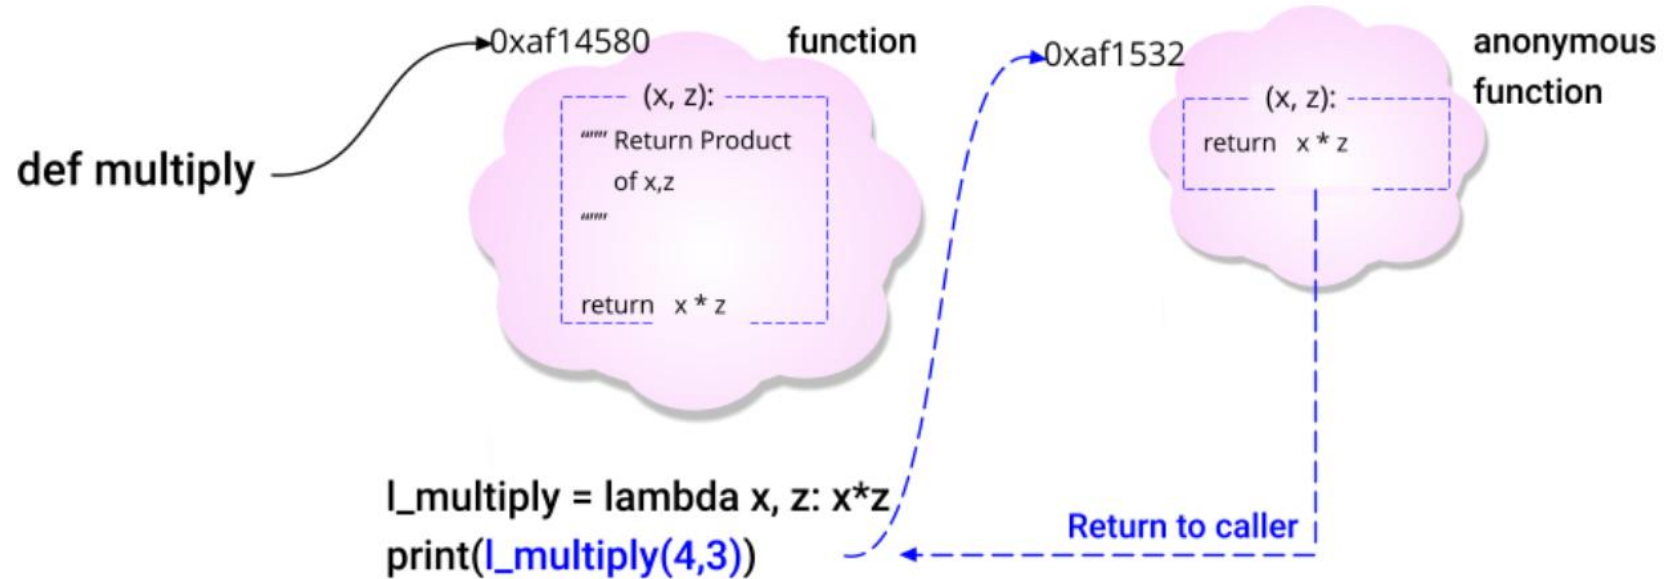 def multiply
0xaf14580
function
(x, z):
""" Return Product
of x,z
"""
return x * z
0xaf1532
anonymous
function
(x, z):
return x * z
l_multiply = lambda x, z: x*z
print(l_multiply(4,3))
Return to caller